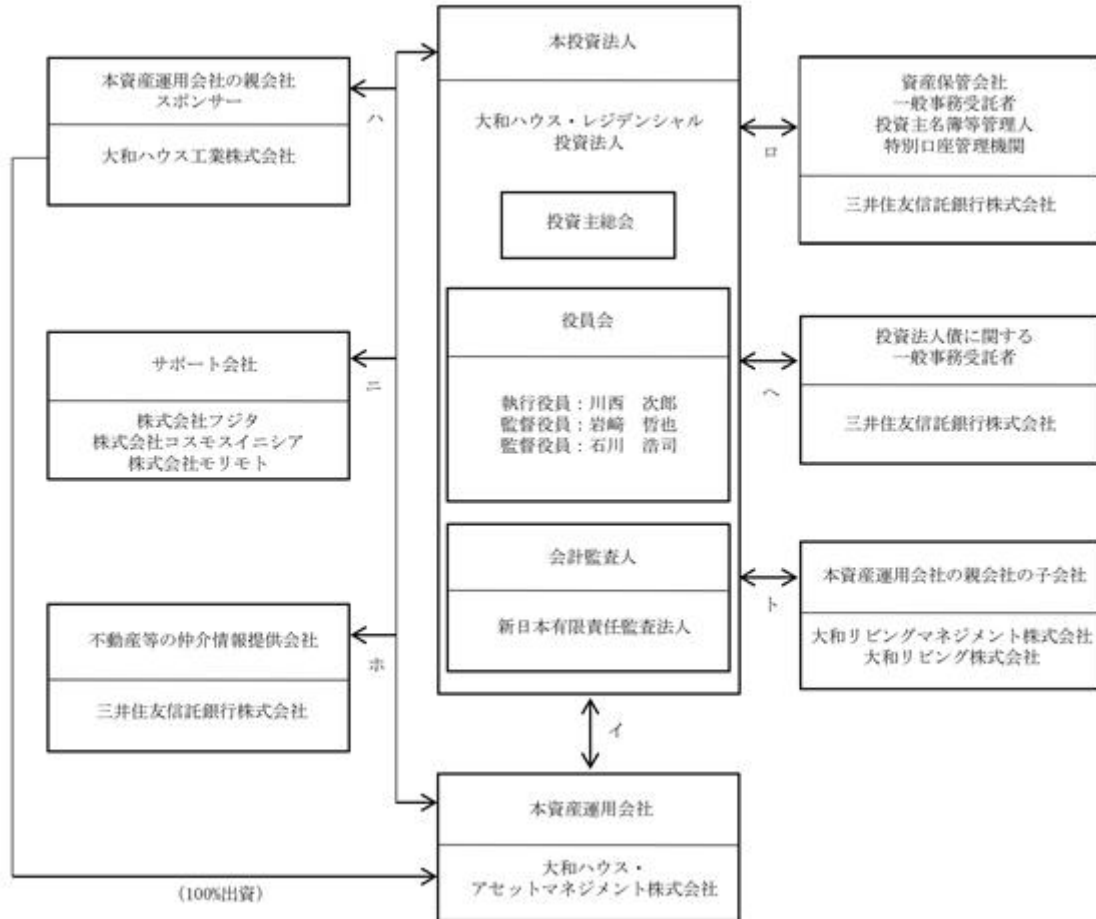 本投資法人
大和ハウス・レジデンシャル
投資法人
投資主総会
役員会
執行役員：川西　次郎
監督役員：岩﨑　哲也
監督役員：石川　浩司
会計監査人
新日本有限責任監査法人
本資産運用会社の親会社
スポンサー
大和ハウス工業株式会社
ハ
サポート会社
株式会社フジタ
株式会社コスモスイニシア
株式会社モリモト
ニ
不動産等の仲介情報提供会社
三井住友信託銀行株式会社
ホ
資産保管会社
一般事務受託者
投資主名簿等管理人
特別口座管理機関
三井住友信託銀行株式会社
ロ
投資法人債に関する
一般事務受託者
三井住友信託銀行株式会社
ヘ
本資産運用会社の親会社の子会社
大和リビングマネジメント株式会社
大和リビング株式会社
ト
イ
本資産運用会社
大和ハウス・
アセットマネジメント株式会社
(100%出資)